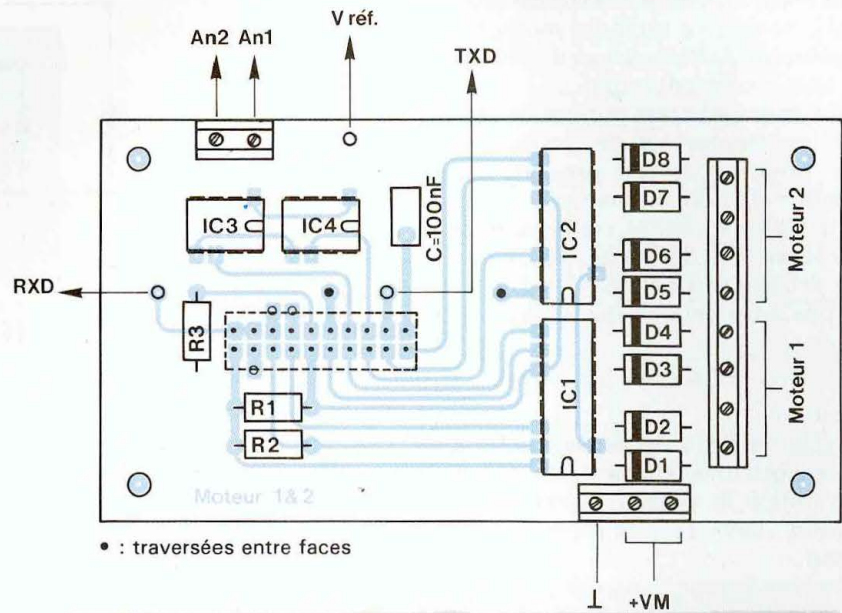 V réf.
An2 An1
TXD
D8
D7
C=100nF
IC3
IC4
IC2
Moteur 2
D6
D5
RXD
R3
D4
D3
IC1
Moteur 1
R1
D2
R2
D1
Moteur 1 & 2
• : traversées entre faces
⊥ +VM